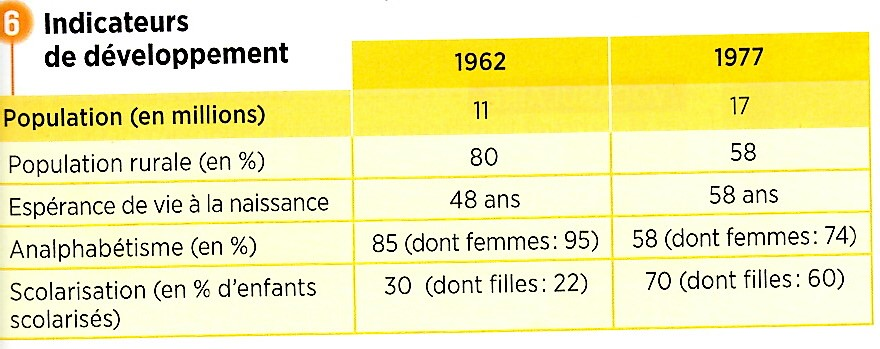 6 Indicateurs
de développement
1962 1977
Population (en millions) 11 17
Population rurale (en %) 80 58
Espérance de vie à la naissance 48 ans 58 ans
Analphabétisme (en %) 85 (dont femmes: 95) 58 (dont femmes: 74)
Scolarisation (en % d'enfants 30 (dont filles: 22) 70 (dont filles: 60)
scolarisés)